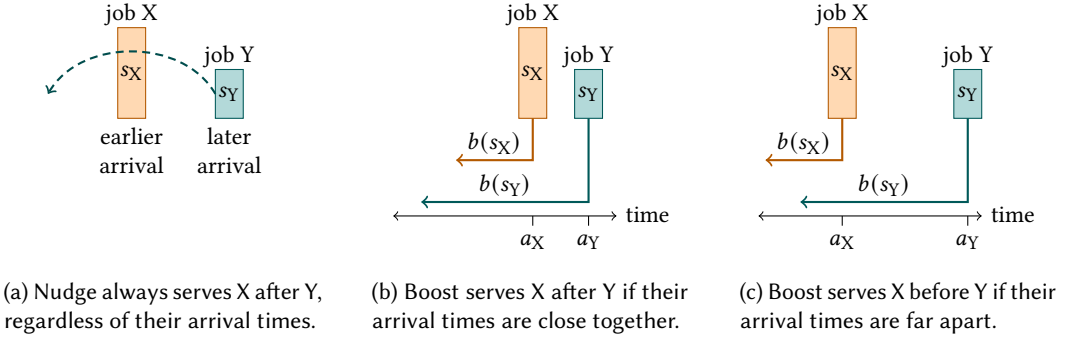 job X
job Y
sX
sY
earlier
arrival
later
arrival
(a) Nudge always serves X after Y,
regardless of their arrival times.
job X
job Y
sX
sY
b(sX)
b(sY)
time
aX
aY
(b) Boost serves X after Y if their
arrival times are close together.
job X
job Y
sX
sY
b(sX)
b(sY)
time
aX
aY
(c) Boost serves X before Y if their
arrival times are far apart.